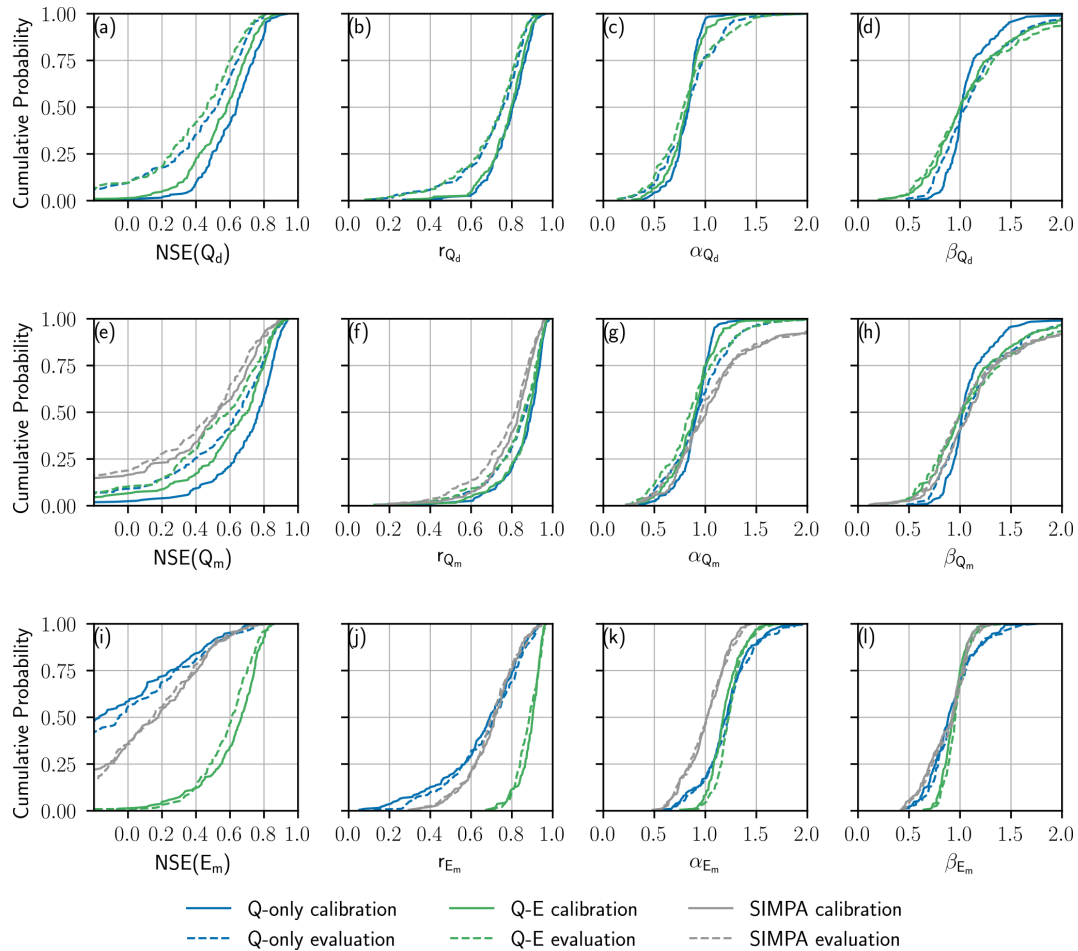 1.00 (a) (b) (c) (d)
0.75
0.50
0.25
0.00
Cumulative Probability
0.0 0.2 0.4 0.6 0.8 1.0 0.0 0.2 0.4 0.6 0.8 1.0 0.0 0.5 1.0 1.5 2.0 0.0 0.5 1.0 1.5 2.0
NSE(Q_d) r_Q_d α_Q_d β_Q_d
1.00 (e) (f) (g) (h)
0.75
0.50
0.25
0.00
Cumulative Probability
0.0 0.2 0.4 0.6 0.8 1.0 0.0 0.2 0.4 0.6 0.8 1.0 0.0 0.5 1.0 1.5 2.0 0.0 0.5 1.0 1.5 2.0
NSE(Q_m) r_Q_m α_Q_m β_Q_m
1.00 (i) (j) (k) (l)
0.75
0.50
0.25
0.00
Cumulative Probability
0.0 0.2 0.4 0.6 0.8 1.0 0.0 0.2 0.4 0.6 0.8 1.0 0.0 0.5 1.0 1.5 2.0 0.0 0.5 1.0 1.5 2.0
NSE(E_m) r_E_m α_E_m β_E_m
Q-only calibration Q-E calibration SIMPA calibration
Q-only evaluation Q-E evaluation SIMPA evaluation